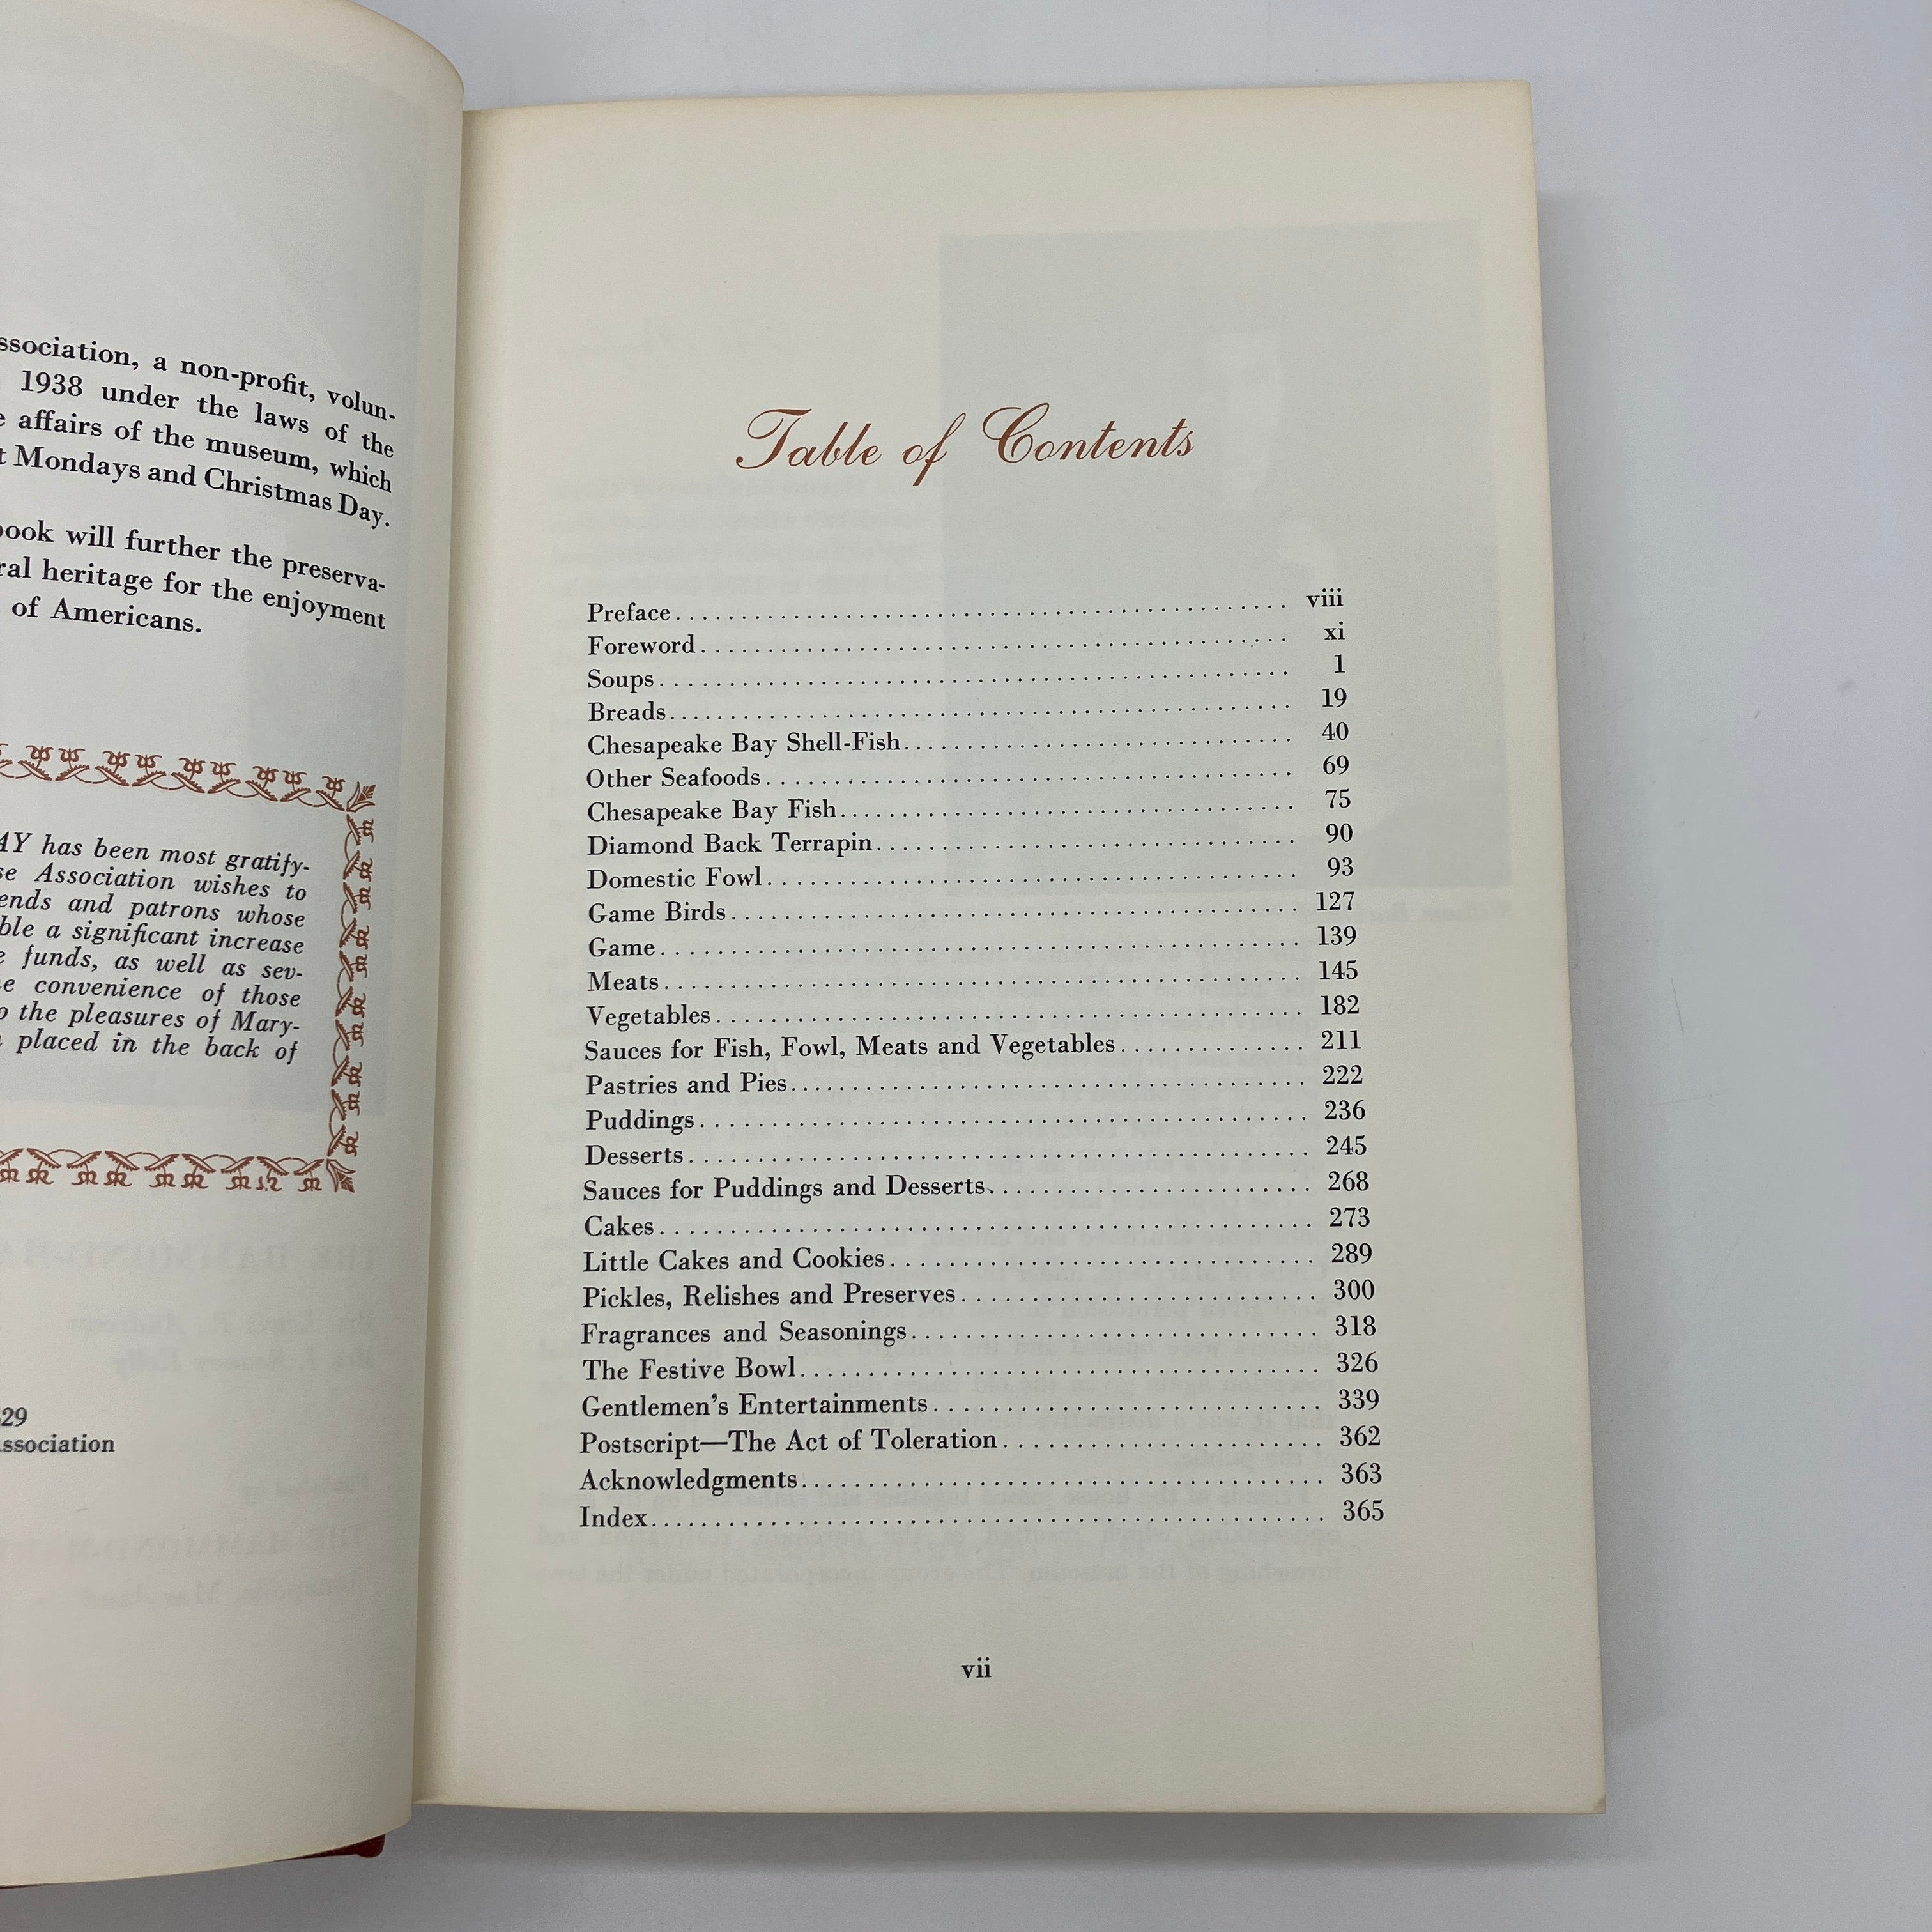 ssociation, a non-profit, volun-
1938 under the laws of the
affairs of the museum, which
Mondays and Christmas Day.
book will further the preserva-
ral heritage for the enjoyment
of Americans.
AY has been most gratify-
se Association wishes to
ends and patrons whose
ble a significant increase
e funds, as well as sev-
e convenience of those
o the pleasures of Mary-
placed in the back of
29
ssociation
Table of Contents
Preface........................................ viii
Foreword........................................ xi
Soups........................................ 1
Breads........................................ 19
Chesapeake Bay Shell-Fish........................................ 40
Other Seafoods........................................ 69
Chesapeake Bay Fish........................................ 75
Diamond Back Terrapin........................................ 90
Domestic Fowl........................................ 93
Game Birds........................................ 127
Game........................................ 139
Meats........................................ 145
Vegetables........................................ 182
Sauces for Fish, Fowl, Meats and Vegetables.............. 211
Pastries and Pies........................................ 222
Puddings........................................ 236
Desserts........................................ 245
Sauces for Puddings and Desserts......................... 268
Cakes........................................ 273
Little Cakes and Cookies................................ 289
Pickles, Relishes and Preserves........................... 300
Fragrances and Seasonings............................... 318
The Festive Bowl........................................ 326
Gentlemen's Entertainments.............................. 339
Postscript—The Act of Toleration........................ 362
Acknowledgments........................................ 363
Index........................................ 365
vii